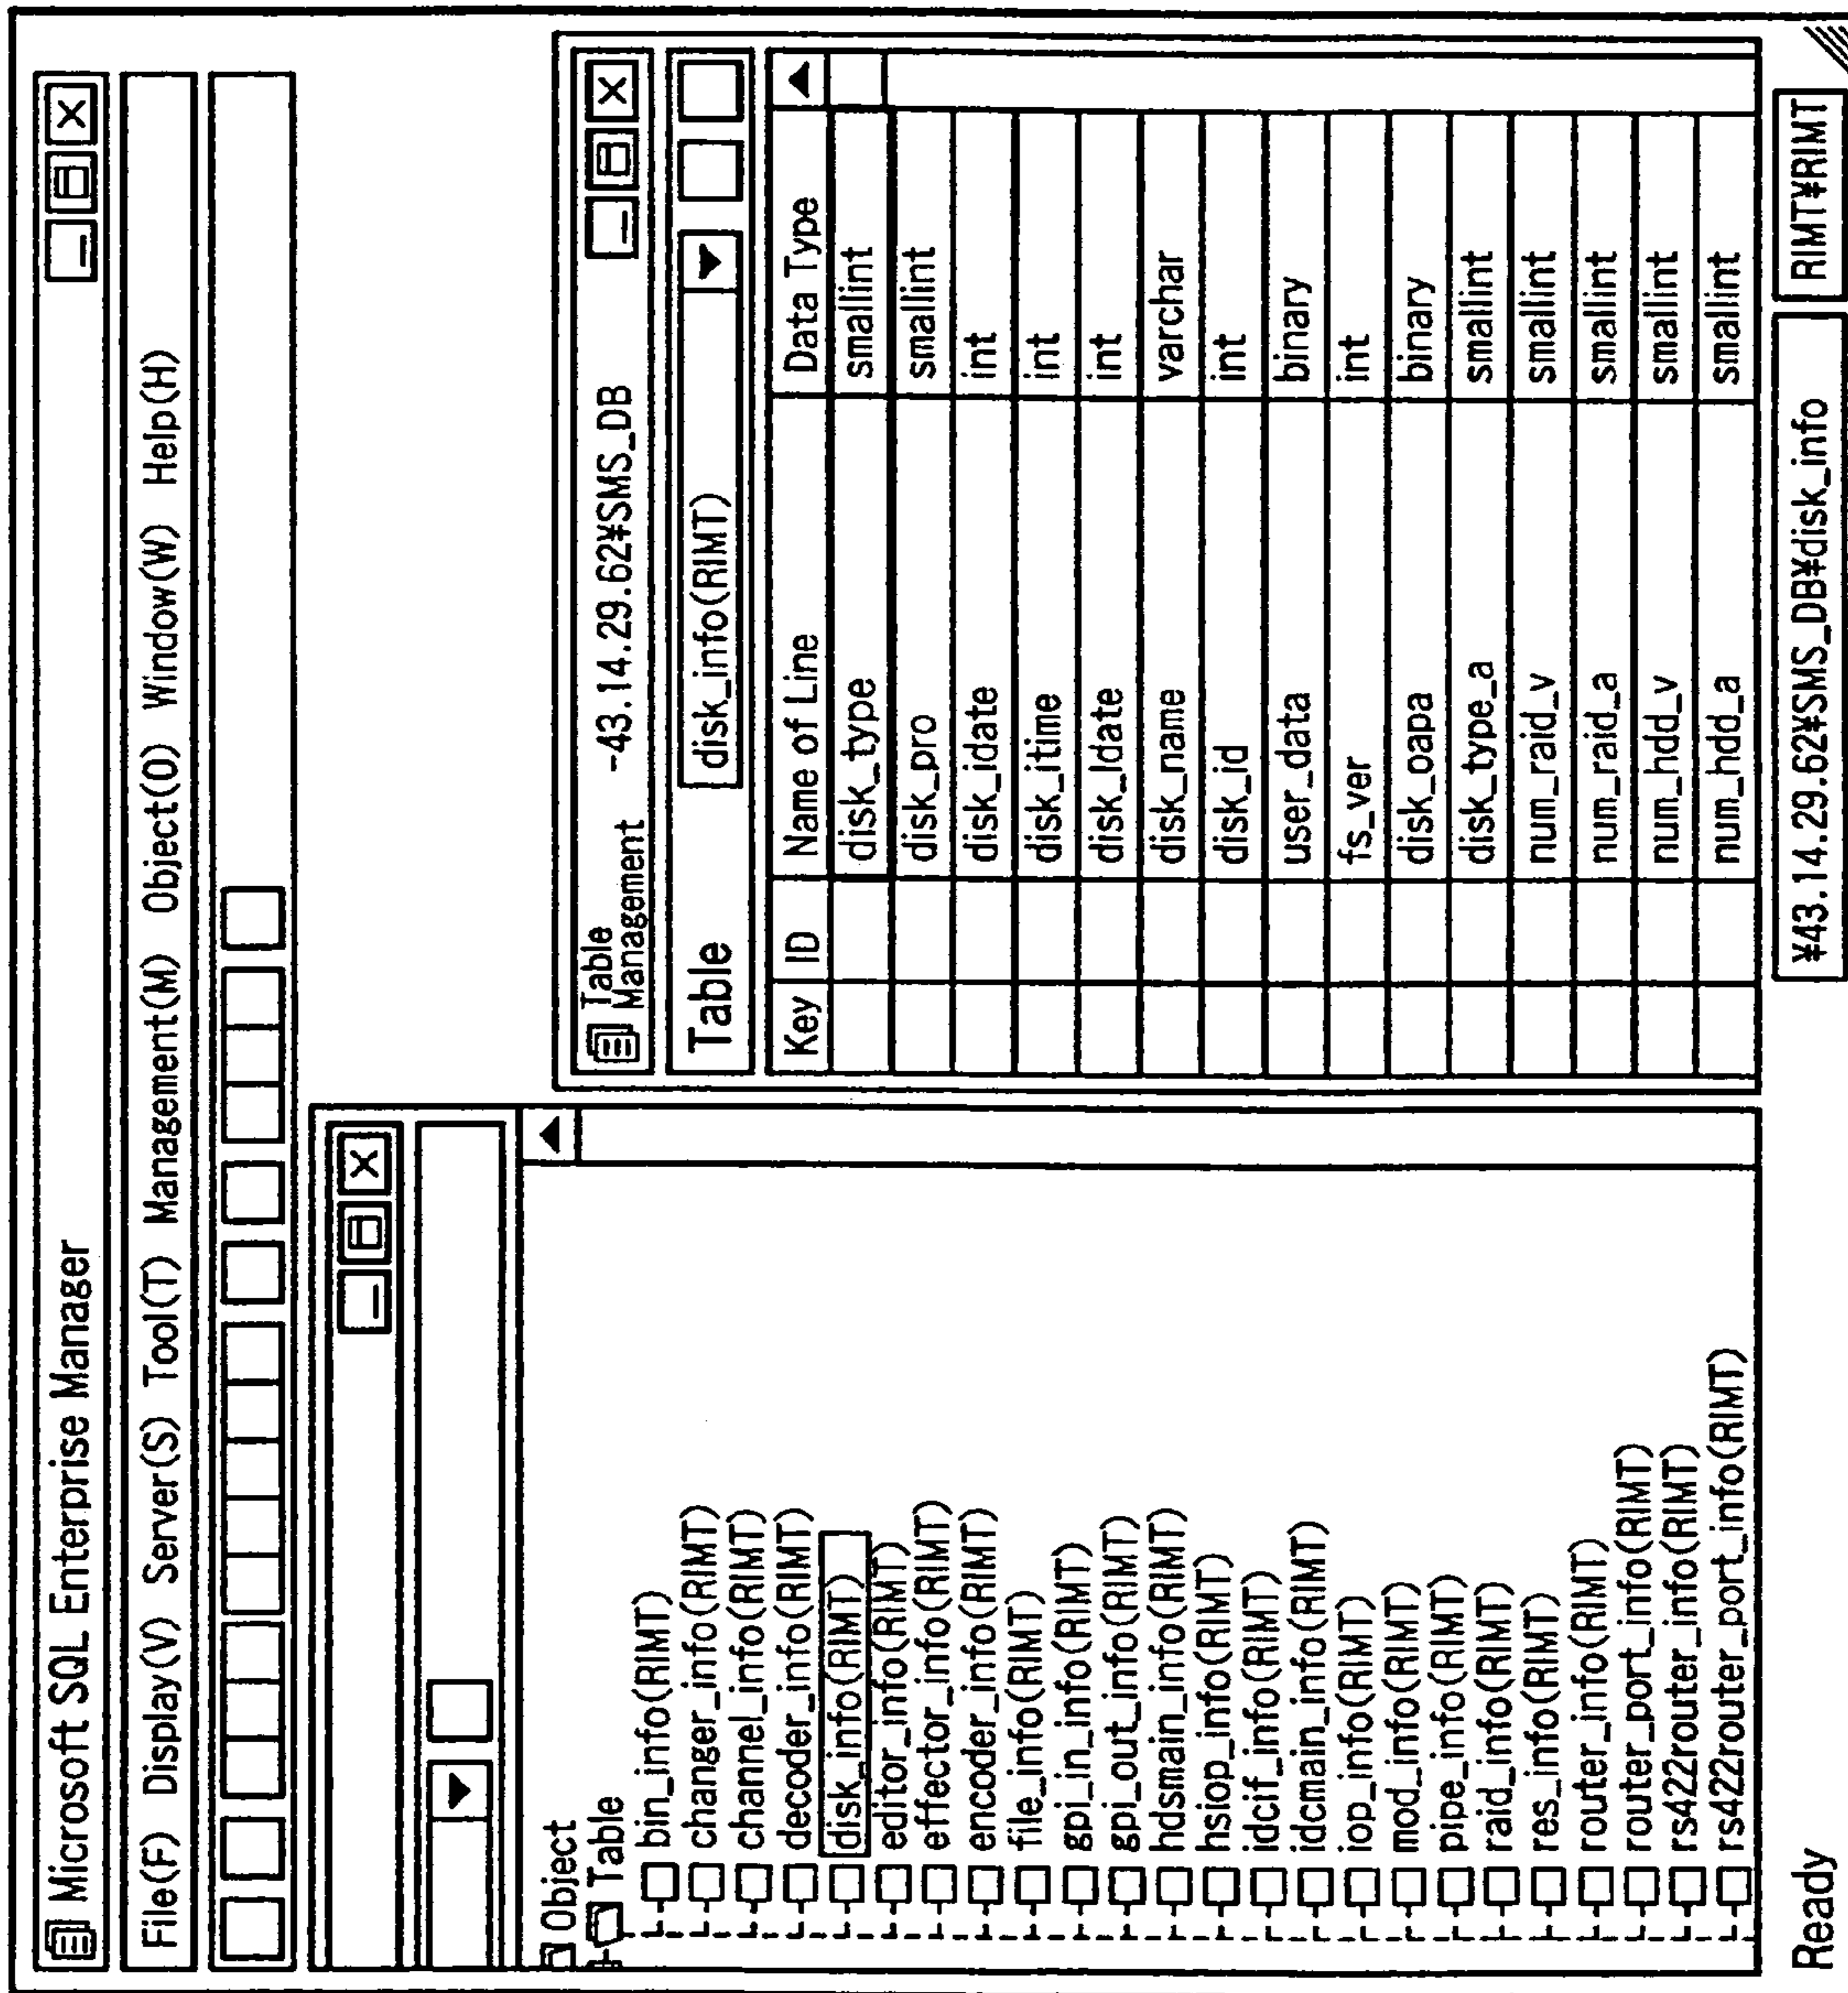 Microsoft SQL Enterprise Manager
File(F) Display(V) Server(S) Tool(T) Management(M) Object(O) Window(W) Help(H)
Object
Table
bin_info(RIMT)
changer_info(RIMT)
channel_info(RIMT)
decoder_info(RIMT)
disk_info(RIMT)
editor_info(RIMT)
effector_info(RIMT)
encoder_info(RIMT)
file_info(RIMT)
gpi_in_info(RIMT)
gpi_out_info(RIMT)
hdsmain_info(RIMT)
hsiop_info(RIMT)
idcif_info(RIMT)
idcmain_info(RIMT)
iop_info(RIMT)
mod_info(RIMT)
pipe_info(RIMT)
raid_info(RIMT)
res_info(RIMT)
router_info(RIMT)
router_port_info(RIMT)
rs422router_info(RIMT)
rs422router_port_info(RIMT)
Table
Management -43.14.29.62¥SMS_DB
Table disk_info(RIMT)
Key ID Name of Line Data Type
disk_type smallint
disk_pro smallint
disk_idate int
disk_itime int
disk_ldate int
disk_name varchar
disk_id int
user_data binary
fs_ver int
disk_oapa binary
disk_type_a smallint
num_raid_v smallint
num_raid_a smallint
num_hdd_v smallint
num_hdd_a smallint
Ready ¥43.14.29.62¥SMS_DB¥disk_info RIMT¥RIMT